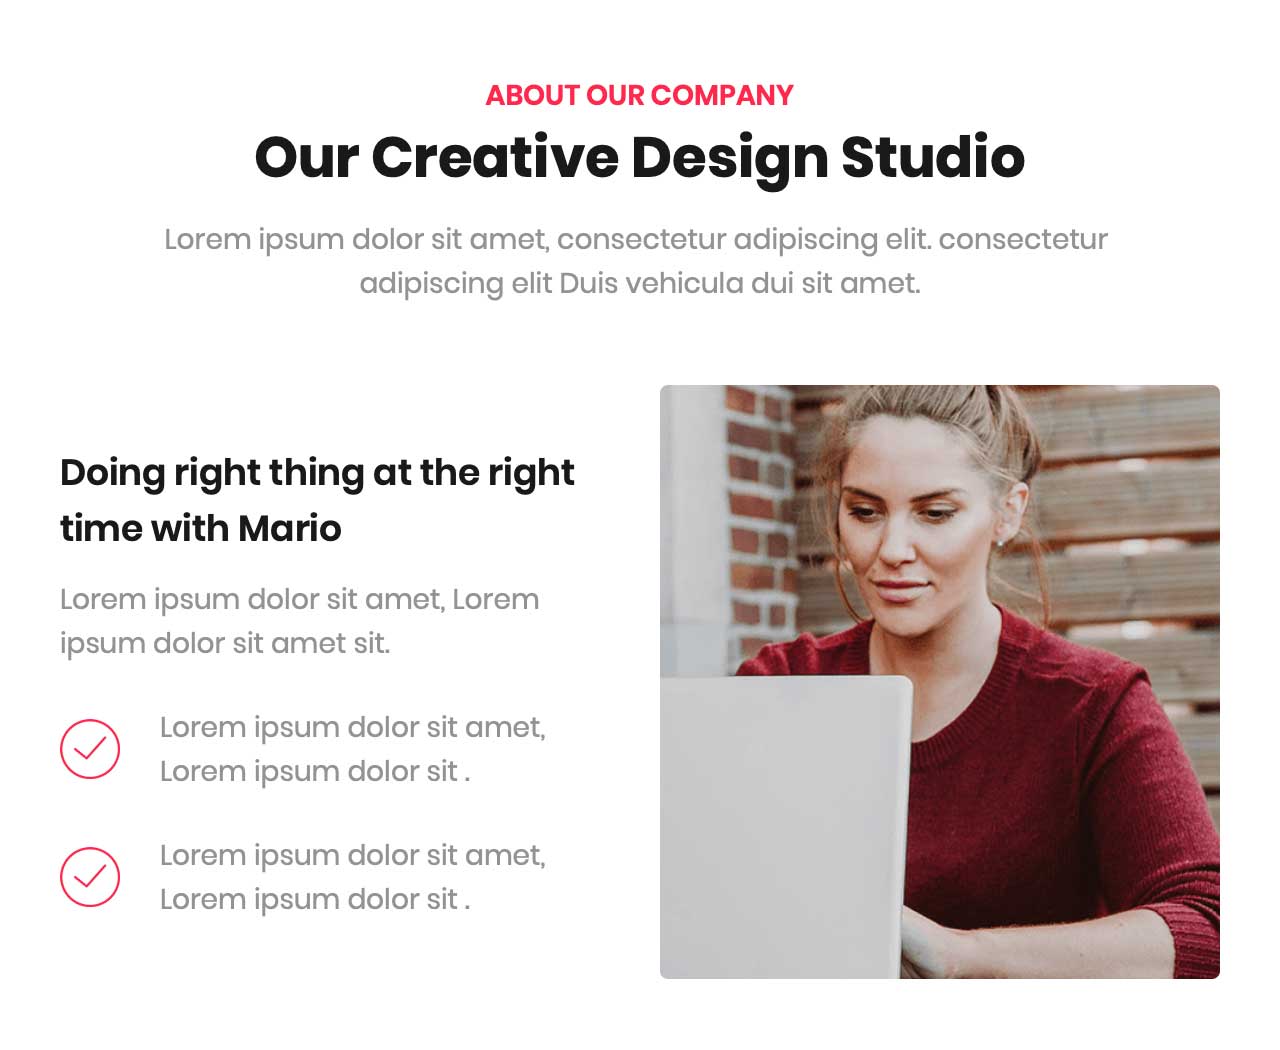 ABOUT OUR COMPANY
Our Creative Design Studio
Lorem ipsum dolor sit amet, consectetur adipiscing elit. consectetur
adipiscing elit Duis vehicula dui sit amet.
Doing right thing at the right
time with Mario
Lorem ipsum dolor sit amet, Lorem
ipsum dolor sit amet sit.
Lorem ipsum dolor sit amet,
Lorem ipsum dolor sit .
Lorem ipsum dolor sit amet,
Lorem ipsum dolor sit .